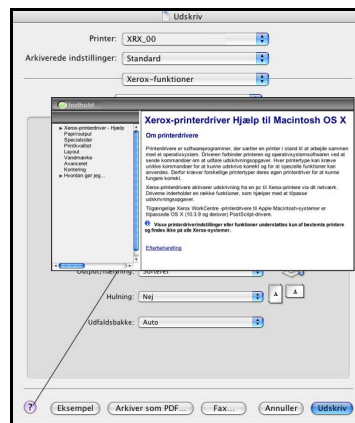 Udskriv
Printer: XRX_00
Arkiverede indstillinger: Standard
Xerox-funktioner
Indhold...
Xerox-printerdriver - Hjælp
Papir/output
Specialsider
Printkvalitet
Layout
Vandmærke
Avanceret
Kontering
Hvordan gør jeg...
Xerox-printerdriver Hjælp til Macintosh OS X
Om printerdrivere
Printerdrivere er softwareprogrammer, der sætter en printer i stand til at arbejde sammen
med et operativsystem. Driveren forbinder printeren og operativsystemsoftwaren ved at
sende kommandoer om at udføre udskrivningsopgaver. Hver printertype kan kræve
unikke kommandoer for at kunne udskrive korrekt og for at specielle funktioner kan
anvendes. Derfor kræver forskellige printertyper deres egen printerdriver for at kunne
fungere korrekt.
Xerox-printerdrivere aktiverer udskrivning fra en pc til Xerox-printere via dit netværk.
Driverne indeholder en række funktioner, som hjælper med at tilpasse
udskrivningsopgaver.
Tilgængelige Xerox WorkCentre -printerdrivere til Apple Macintosh-systemer er
tilpassede OS X (10.3.9 og derover) PostScript-drivere.
Visse printerdriverindstillinger eller funktioner understøttes kun af bestemte printere
og findes ikke på alle Xerox-systemer.
Efterbehandling
Output/hæftning: Sorteret
Hulning: Nej
A A
Udfaldsbakke: Auto
? Eksempel Arkiver som PDF... Fax... Annuller Udskriv